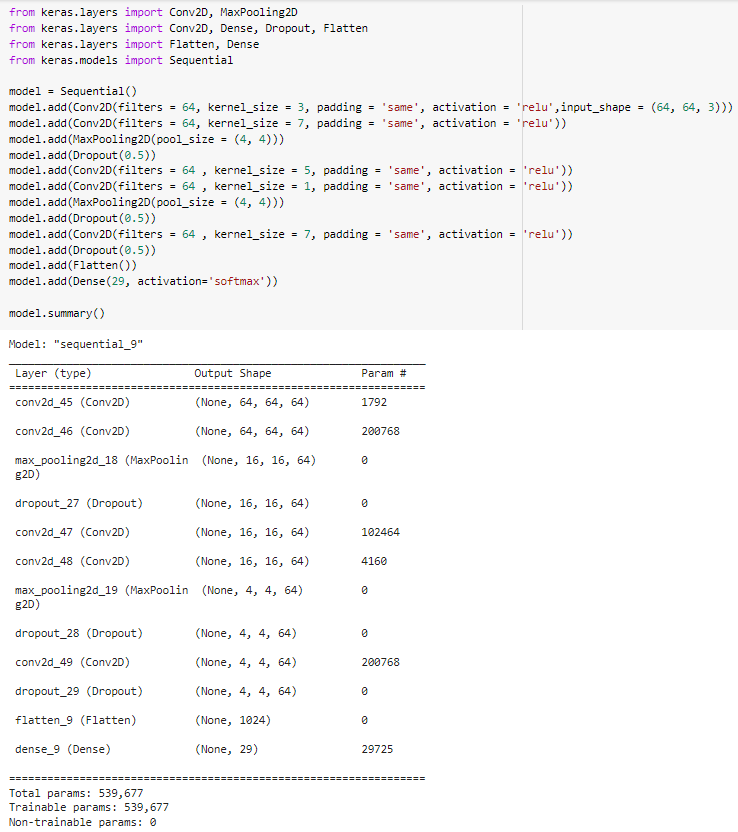 from keras.layers import Conv2D, MaxPooling2D
from keras.layers import Conv2D, Dense, Dropout, Flatten
from keras.layers import Flatten, Dense
from keras.models import Sequential

model = Sequential()
model.add(Conv2D(filters = 64, kernel_size = 3, padding = 'same', activation = 'relu',input_shape = (64, 64, 3)))
model.add(Conv2D(filters = 64, kernel_size = 7, padding = 'same', activation = 'relu'))
model.add(MaxPooling2D(pool_size = (4, 4)))
model.add(Dropout(0.5))
model.add(Conv2D(filters = 64 , kernel_size = 5, padding = 'same', activation = 'relu'))
model.add(Conv2D(filters = 64 , kernel_size = 1, padding = 'same', activation = 'relu'))
model.add(MaxPooling2D(pool_size = (4, 4)))
model.add(Dropout(0.5))
model.add(Conv2D(filters = 64 , kernel_size = 7, padding = 'same', activation = 'relu'))
model.add(Dropout(0.5))
model.add(Flatten())
model.add(Dense(29, activation='softmax'))

model.summary()

Model: "sequential_9"
_________________________________________________________________
Layer (type)                Output Shape              Param #
=================================================================
conv2d_45 (Conv2D)          (None, 64, 64, 64)        1792

conv2d_46 (Conv2D)          (None, 64, 64, 64)        200768

max_pooling2d_18 (MaxPoolin  (None, 16, 16, 64)       0
g2D)

dropout_27 (Dropout)        (None, 16, 16, 64)        0

conv2d_47 (Conv2D)          (None, 16, 16, 64)        102464

conv2d_48 (Conv2D)          (None, 16, 16, 64)        4160

max_pooling2d_19 (MaxPoolin  (None, 4, 4, 64)         0
g2D)

dropout_28 (Dropout)        (None, 4, 4, 64)          0

conv2d_49 (Conv2D)          (None, 4, 4, 64)          200768

dropout_29 (Dropout)        (None, 4, 4, 64)          0

flatten_9 (Flatten)         (None, 1024)              0

dense_9 (Dense)             (None, 29)                29725

=================================================================
Total params: 539,677
Trainable params: 539,677
Non-trainable params: 0